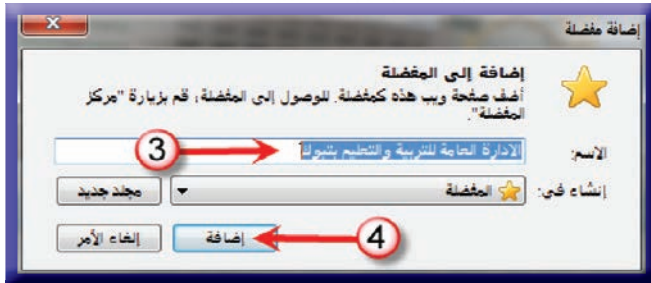 إضافة مفضلة
إضافة إلى المفضلة
أضف صفحة ويب هذه كمفضلة. للوصول إلى المفضلة، قم بزيارة "مركز
المفضلة".
الاسم: الادارة العامة للتربية والتعليم بتبوك
3
إنشاء في: المفضلة مجلد جديد
إضافة إلغاء الأمر
4